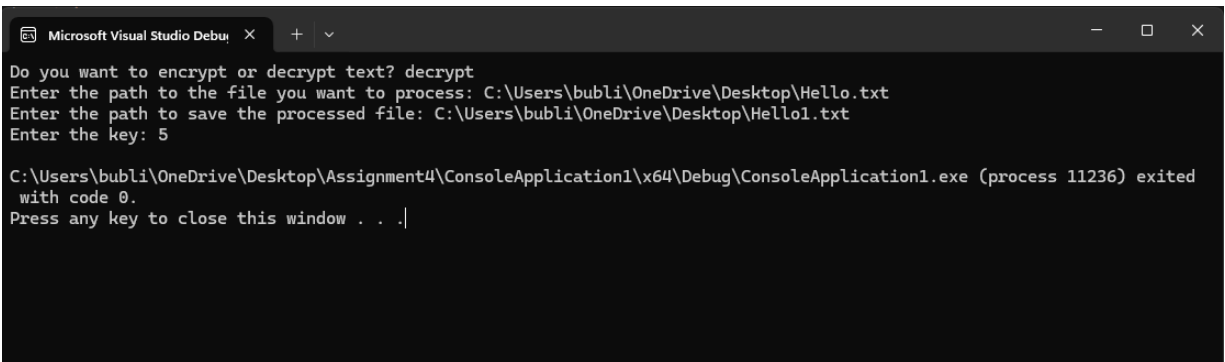 Microsoft Visual Studio Debu
Do you want to encrypt or decrypt text? decrypt
Enter the path to the file you want to process: C:\Users\bubli\OneDrive\Desktop\Hello.txt
Enter the path to save the processed file: C:\Users\bubli\OneDrive\Desktop\Hello1.txt
Enter the key: 5
C:\Users\bubli\OneDrive\Desktop\Assignment4\ConsoleApplication1\x64\Debug\ConsoleApplication1.exe (process 11236) exited
with code 0.
Press any key to close this window . . .